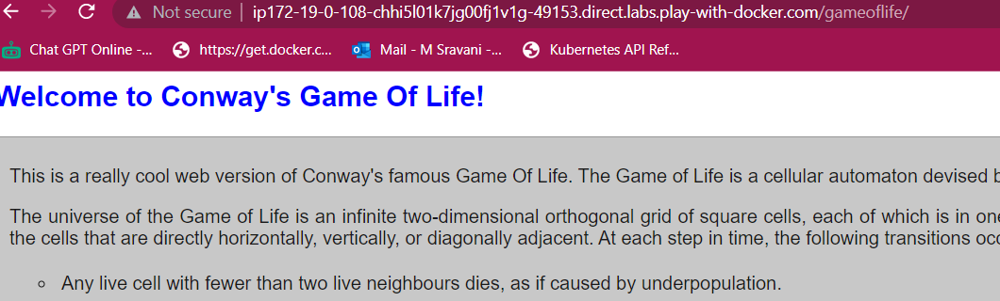 Not secure | ip172-19-0-108-chhi5l01k7jg00fj1v1g-49153.direct.labs.play-with-docker.com/gameoflife/
Chat GPT Online -... https://get.docker.c... Mail - M Sravani -... Kubernetes API Ref...
Welcome to Conway's Game Of Life!
This is a really cool web version of Conway's famous Game Of Life. The Game of Life is a cellular automaton devised b
The universe of the Game of Life is an infinite two-dimensional orthogonal grid of square cells, each of which is in one
the cells that are directly horizontally, vertically, or diagonally adjacent. At each step in time, the following transitions occ
Any live cell with fewer than two live neighbours dies, as if caused by underpopulation.